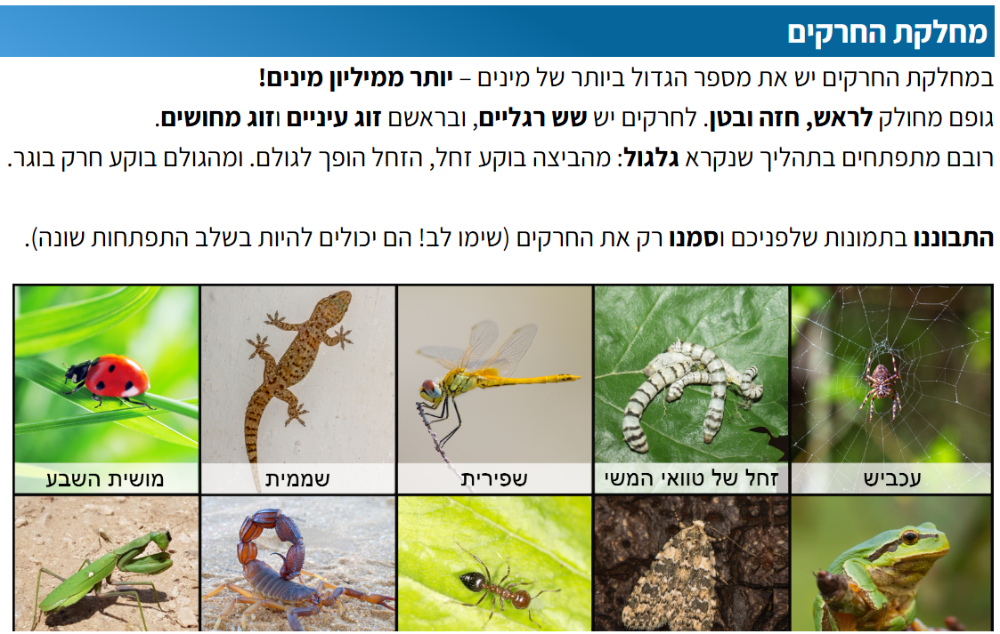 מחלקת החרקים
במחלקת החרקים יש את מספר הגדול ביותר של מינים – יותר ממיליון מינים!
גופם מחולק לראש, חזה ובטן. לחרקים יש שש רגליים, ובראשם זוג עיניים וזוג מחושים.
רובם מתפתחים בתהליך שנקרא גלגול: מהביצה בוקע זחל, הזחל הופך לגולם. ומהגולם בוקע חרק בוגר.
התבוננו בתמונות שלפניכם וסמנו רק את החרקים (שימו לב! הם יכולים להיות בשלב התפתחות שונה).
עכביש
זחל של טוואי המשי
שפירית
שממית
מושית השבע